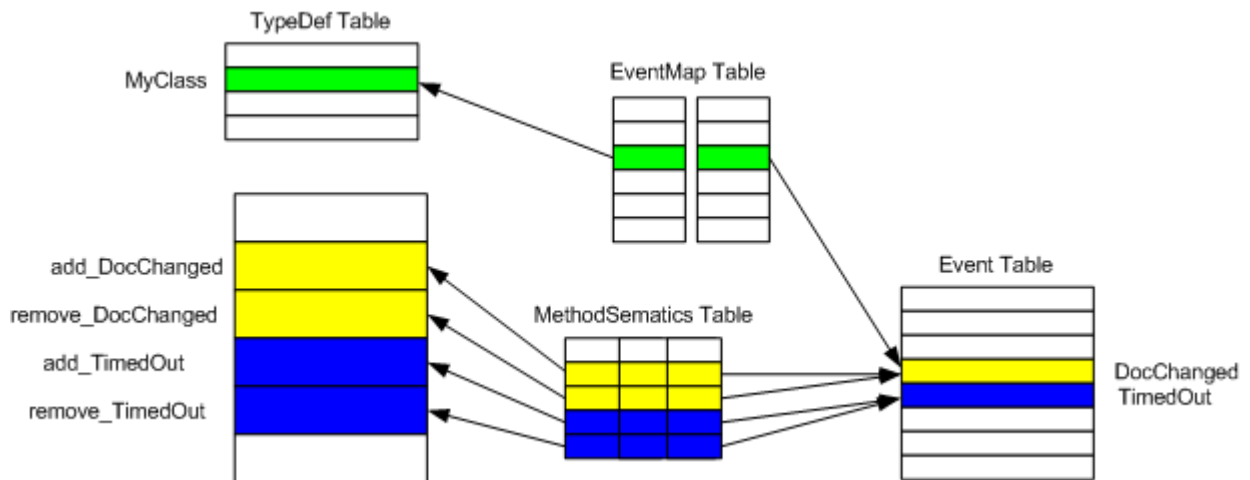 TypeDef Table
MyClass
EventMap Table
add_DocChanged
remove_DocChanged
add_TimedOut
remove_TimedOut
MethodSematics Table
Event Table
DocChanged
TimedOut